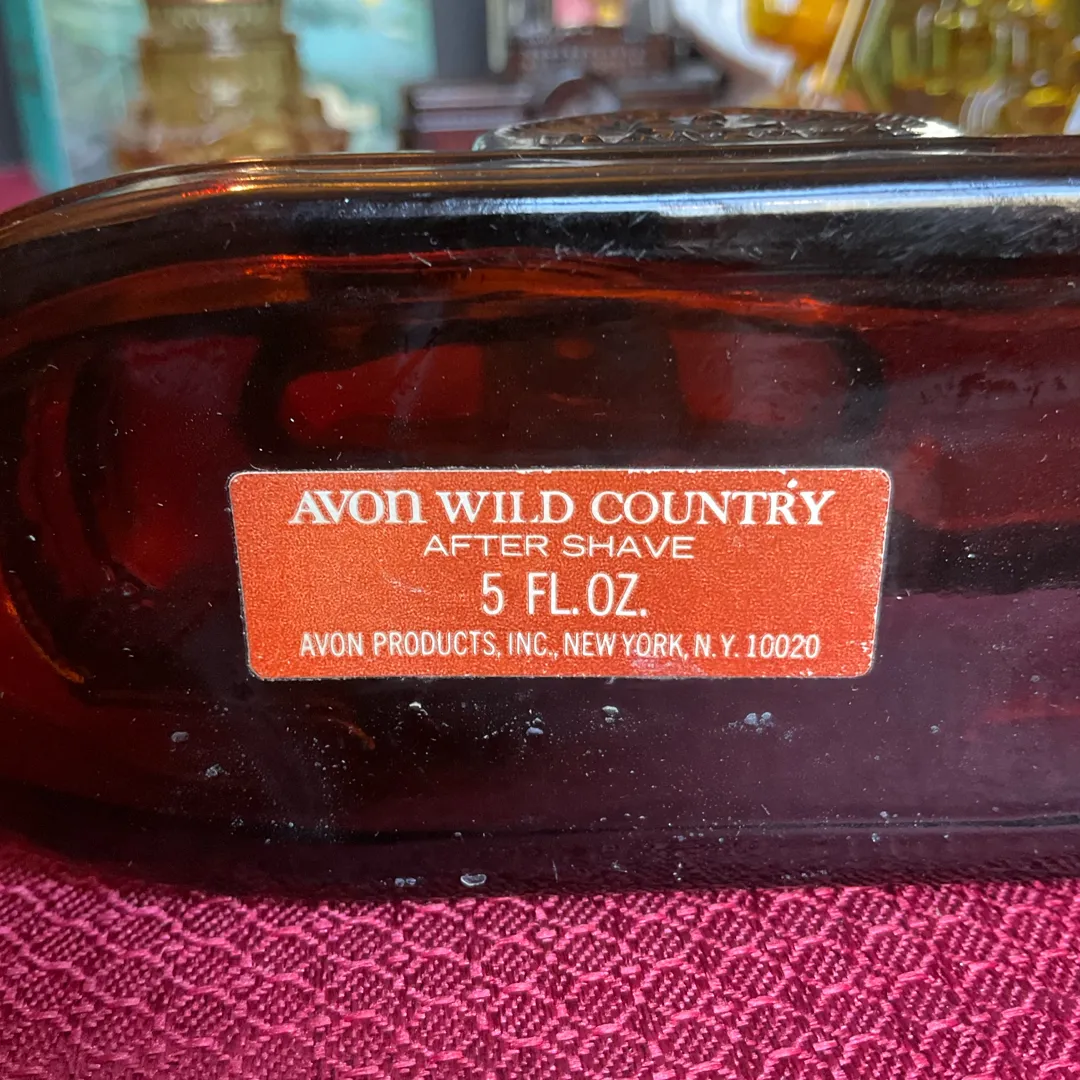 AVON WILD COUNTRY
AFTER SHAVE
5 FL. OZ.
AVON PRODUCTS, INC., NEW YORK, N.Y. 10020